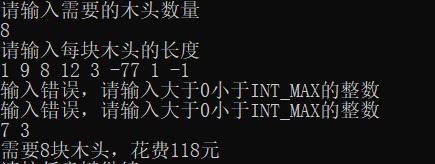 请输入需要的木头数量
8
请输入每块木头的长度
1 9 8 12 3 -77 1 -1
输入错误，请输入大于0小于INT_MAX的整数
输入错误，请输入大于0小于INT_MAX的整数
7 3
需要8块木头，花费118元